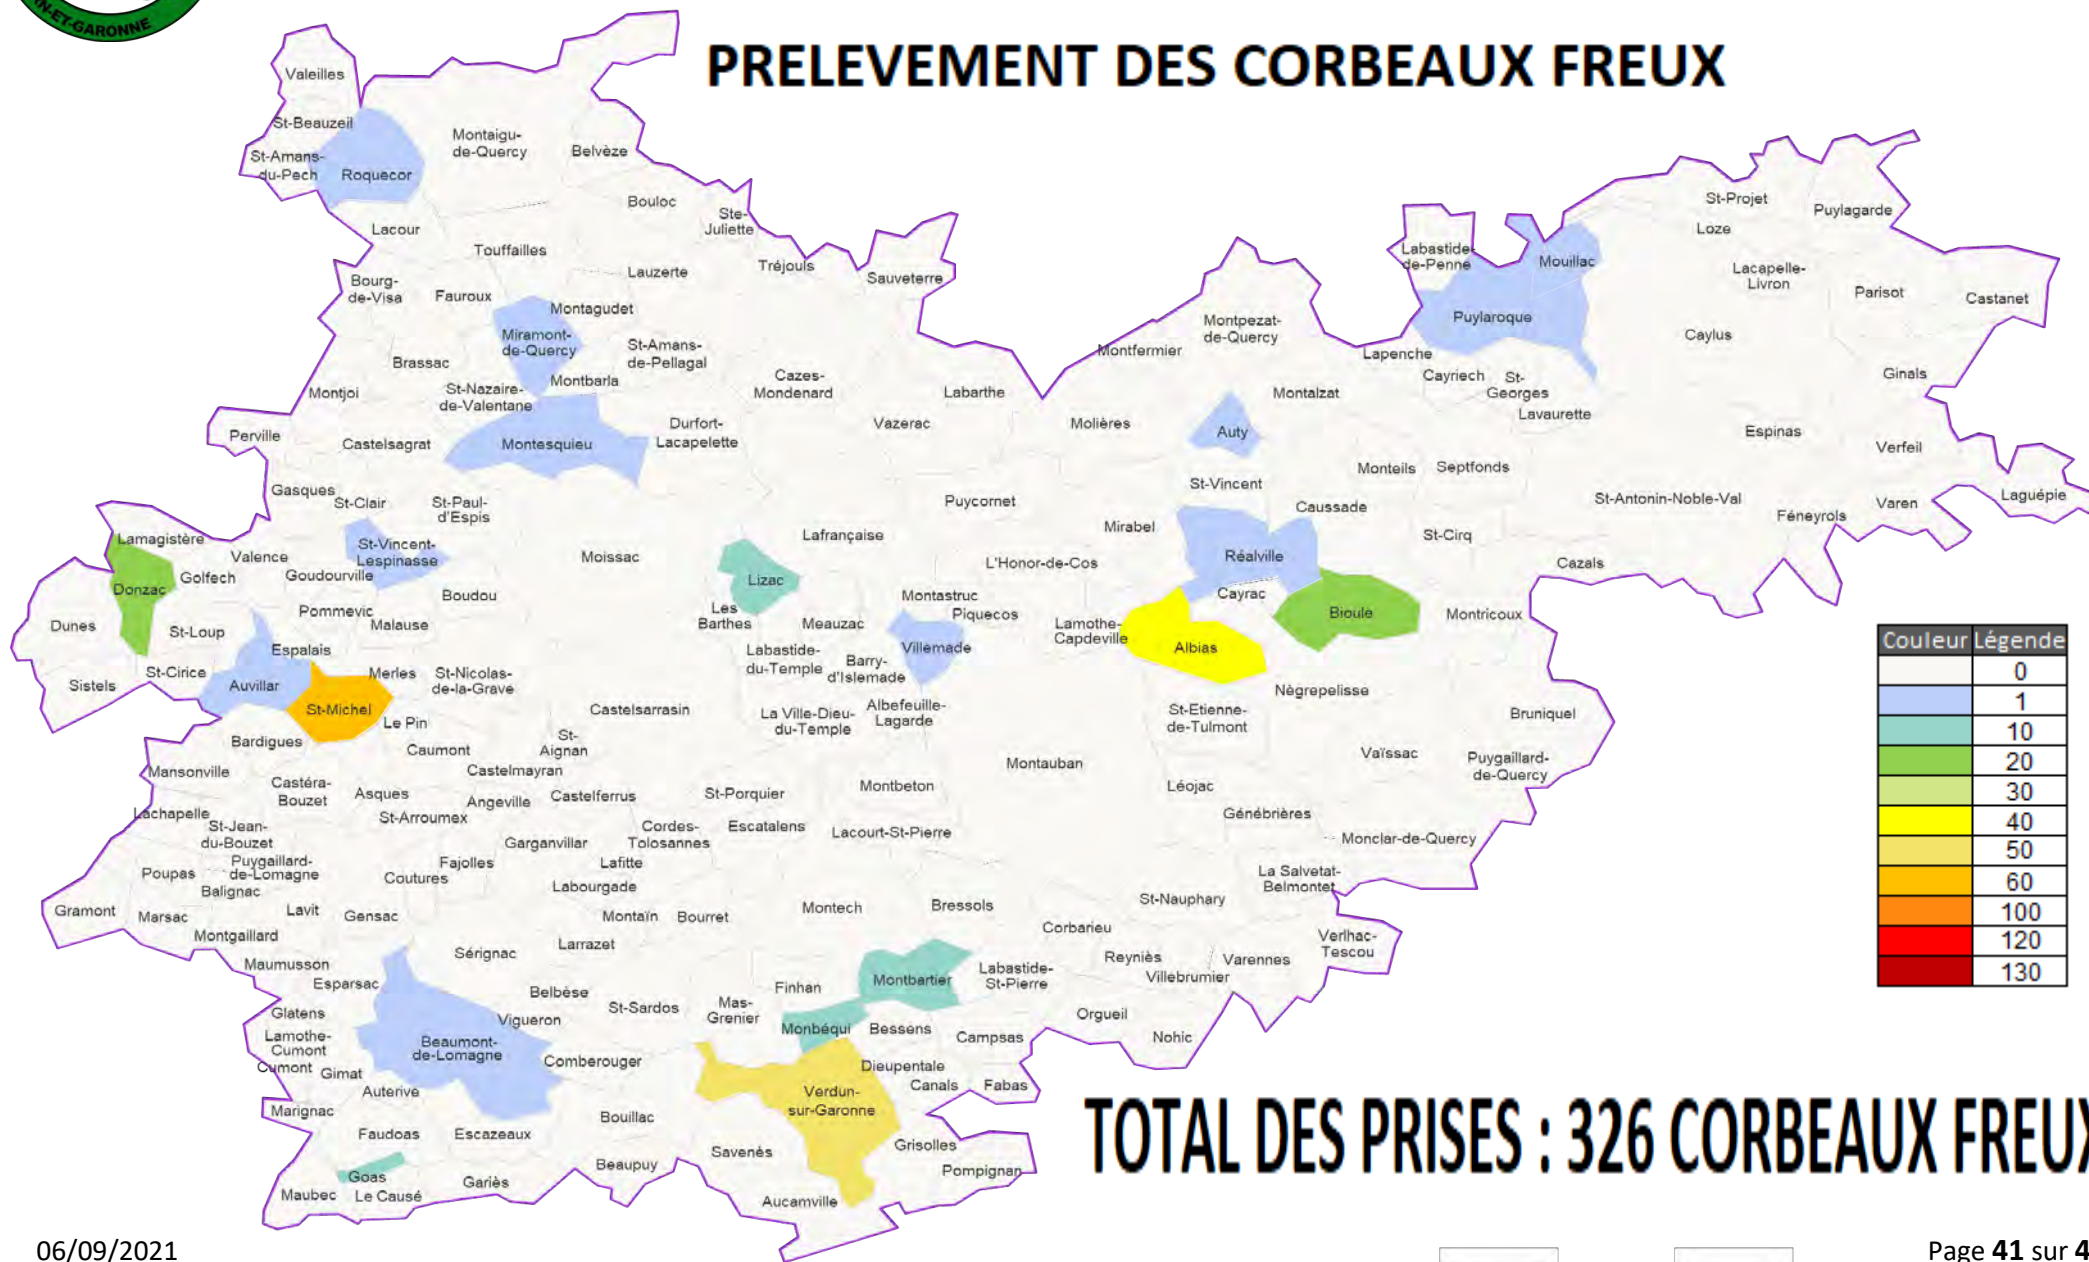 N-ET-GARONNE
PRELEVEMENT DES CORBEAUX FREUX
Valeilles
St-Beauzeil
Montaigu-
de-Quercy
Belvèze
St-Amans-
du-Pech
Roquecor
Bouloc
Ste-
Juliette
St-Projet
Puylagarde
Lacour
Loze
Touffailles
Labastide-
de-Penne
Mouillac
Lauzerte
Tréjouls
Sauveterre
Lacapelle-
Livron
Bourg-
de-Visa
Fauroux
Parisot
Castanet
Montagudet
Puylaroque
Montpezat-
de-Quercy
Miramont-
de-Quercy
St-Amans-
de-Pellagal
Caylus
Montfermier
Lapenche
Brassac
Cayriech
St-
Georges
Ginals
Montbarla
Cazes-
Mondenard
Montjoi
St-Nazaire-
de-Valentane
Labarthe
Montalzat
Lavaurette
Perville
Castelsagrat
Montesquieu
Durfort-
Lacapelette
Vazerac
Molières
Auty
Espinas
Verfeil
Monteils
Septfonds
Gasques
St-Clair
St-Paul-
d'Espis
St-Vincent
Puycornet
St-Antonin-Noble-Val
Laguépie
Varen
Caussade
Féneyrols
Mirabel
Lamagistère
St-Vincent-
Lespinasse
Lafrançaise
St-Cirq
Valence
Moissac
Réalville
L'Honor-de-Cos
Cazals
Golfech
Goudourville
Lizac
Donzac
Boudou
Montastruc
Cayrac
Pommevic
Les
Barthes
Piquecos
Bioule
Montricoux
Dunes
Malause
Meauzac
Lamothe-
Capdeville
St-Loup
Espalais
Labastide-
du-Temple
Villemade
Albias
Couleur Légende
0
1
10
20
30
40
50
60
100
120
130
St-Cirice
Merles
St-Nicolas-
de-la-Grave
Barry-
d'Islemade
Sistels
Auvillar
Nègrepelisse
St-Michel
Castelsarrasin
La Ville-Dieu-
du-Temple
Albefeuille-
Lagarde
St-Etienne-
de-Tulmont
Bruniquel
Le Pin
Bardigues
Caumont
St-
Aignan
Vaïssac
Montauban
Puygaillard-
de-Quercy
Mansonville
Castelmayran
Castéra-
Bouzet
Asques
Angeville
Castelferrus
St-Porquier
Montbeton
Léojac
Lachapelle
St-Arroumex
Génébrières
St-Jean-
du-Bouzet
Cordes-
Tolosannes
Escatalens
Lacourt-St-Pierre
Monclar-de-Quercy
Garganvillar
Puygaillard-
de-Lomagne
Fajolles
Lafitte
Poupas
Coutures
La Salvetat-
Belmontet
Balignac
Labourgade
St-Nauphary
Gramont
Marsac
Lavit
Gensac
Montaïn
Bourret
Montech
Bressols
Montgaillard
Corbarieu
Verlhac-
Tescou
Sérignac
Larrazet
Maumusson
Reyniès
Varennes
Esparsac
Montbartier
Labastide-
St-Pierre
Villebrumier
Belbèse
Finhan
St-Sardos
Mas-
Grenier
Glatens
Vigueron
Orgueil
Monbéqui
Bessens
Lamothe-
Cumont
Campsas
Nohic
Beaumont-
de-Lomagne
Cumont
Comberouger
Dieupentale
Gimat
Auterive
Verdun-
sur-Garonne
Canals
Fabas
Marignac
Bouillac
TOTAL DES PRISES : 326 CORBEAUX FREUX
Faudoas
Escazeaux
Grisolles
Savenès
Beaupuy
Pompignan
Goas
Gariès
Maubec
Le Causé
Aucamville
06/09/2021
Page 41 sur 4